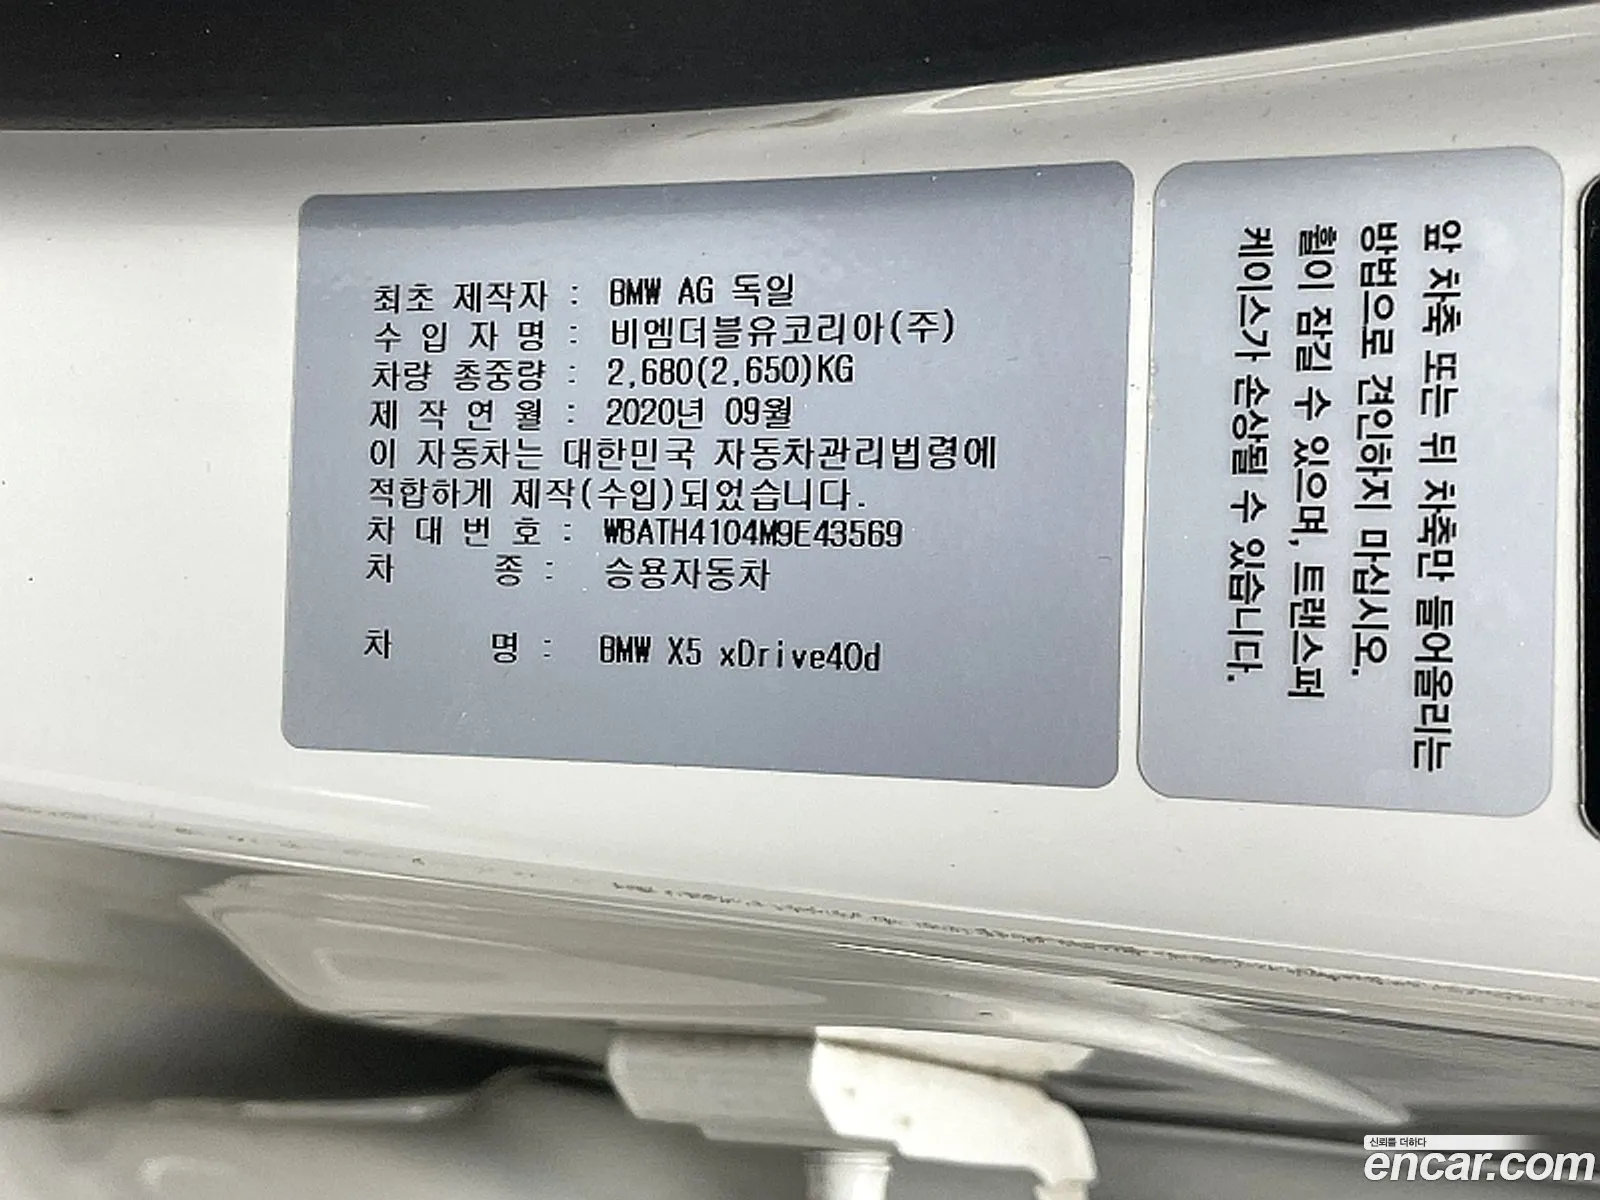 최초 제작자 : BMW AG 독일
수 입 자 명 : 비엠더블유코리아(주)
차량 총중량 : 2,680(2,650)KG
제 작 연 월 : 2020년 09월
이 자동차는 대한민국 자동차관리법령에
적합하게 제작(수입)되었습니다.
차 대 번 호 : WBATH4104M9E43569
차 종 : 승용자동차
차 명 : BMW X5 xDrive40d
앞 차축 또는 뒤 차축만 들어올리는
방법으로 견인하지 마십시오.
휠이 잠길 수 있으며, 트랜스퍼
케이스가 손상될 수 있습니다.
신뢰를 더하다
encar.com